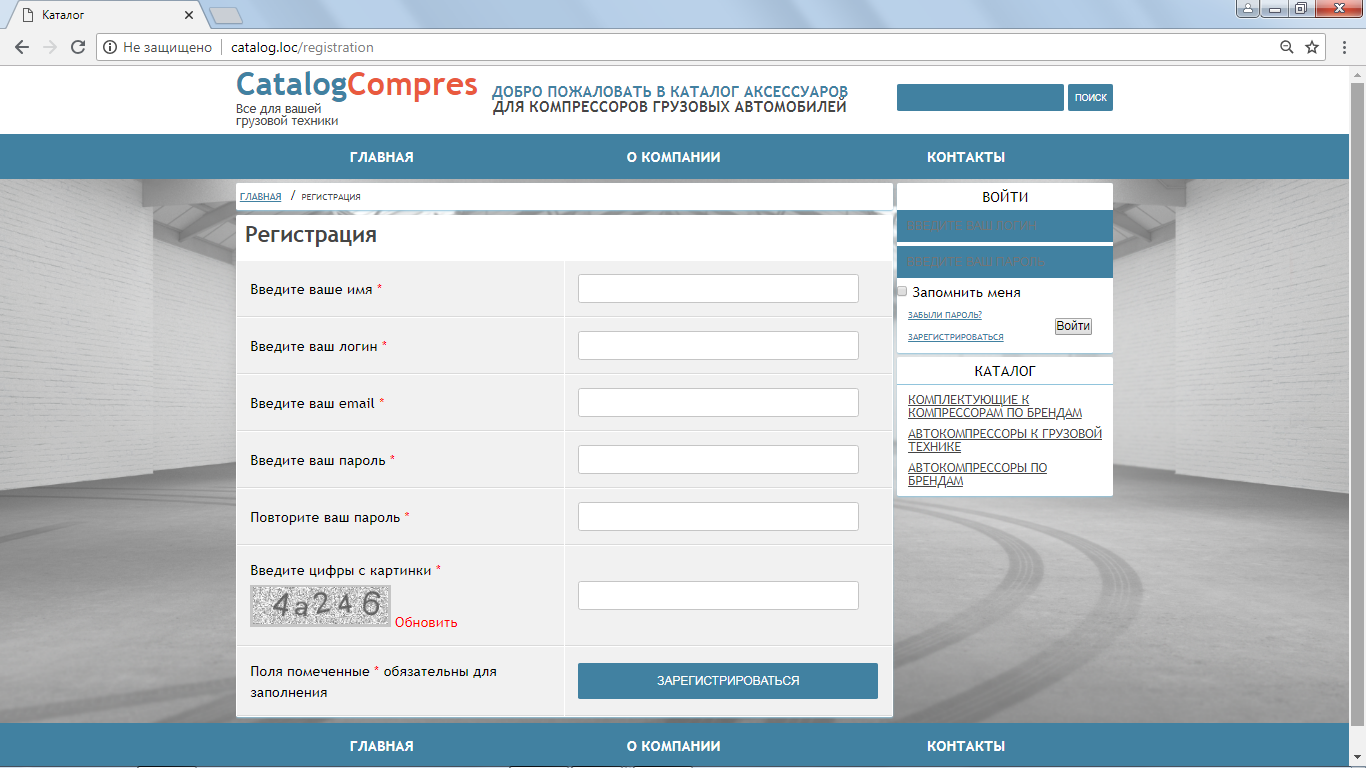 Каталог
Не защищено
catalog.loc/registration
CatalogCompres
Все для вашей
грузовой техники
ДОБРО ПОЖАЛОВАТЬ В КАТАЛОГ АКСЕССУАРОВ
ДЛЯ КОМПРЕССОРОВ ГРУЗОВЫХ АВТОМОБИЛЕЙ
ПОИСК
ГЛАВНАЯ О КОМПАНИИ КОНТАКТЫ
ГЛАВНАЯ / РЕГИСТРАЦИЯ
Регистрация
Введите ваше имя *
Введите ваш логин *
Введите ваш email *
Введите ваш пароль *
Повторите ваш пароль *
Введите цифры с картинки *
4a246 Обновить
Поля помеченные * обязательны для
заполнения
ЗАРЕГИСТРИРОВАТЬСЯ
ВОЙТИ
Запомнить меня
ЗАБЫЛИ ПАРОЛЬ?
Войти
ЗАРЕГИСТРИРОВАТЬСЯ
КАТАЛОГ
КОМПЛЕКТУЮЩИЕ К
КОМПРЕССОРАМ ПО БРЕНДАМ
АВТОКОМПРЕССОРЫ К ГРУЗОВОЙ
ТЕХНИКЕ
АВТОКОМПРЕССОРЫ ПО
БРЕНДАМ
ГЛАВНАЯ О КОМПАНИИ КОНТАКТЫ